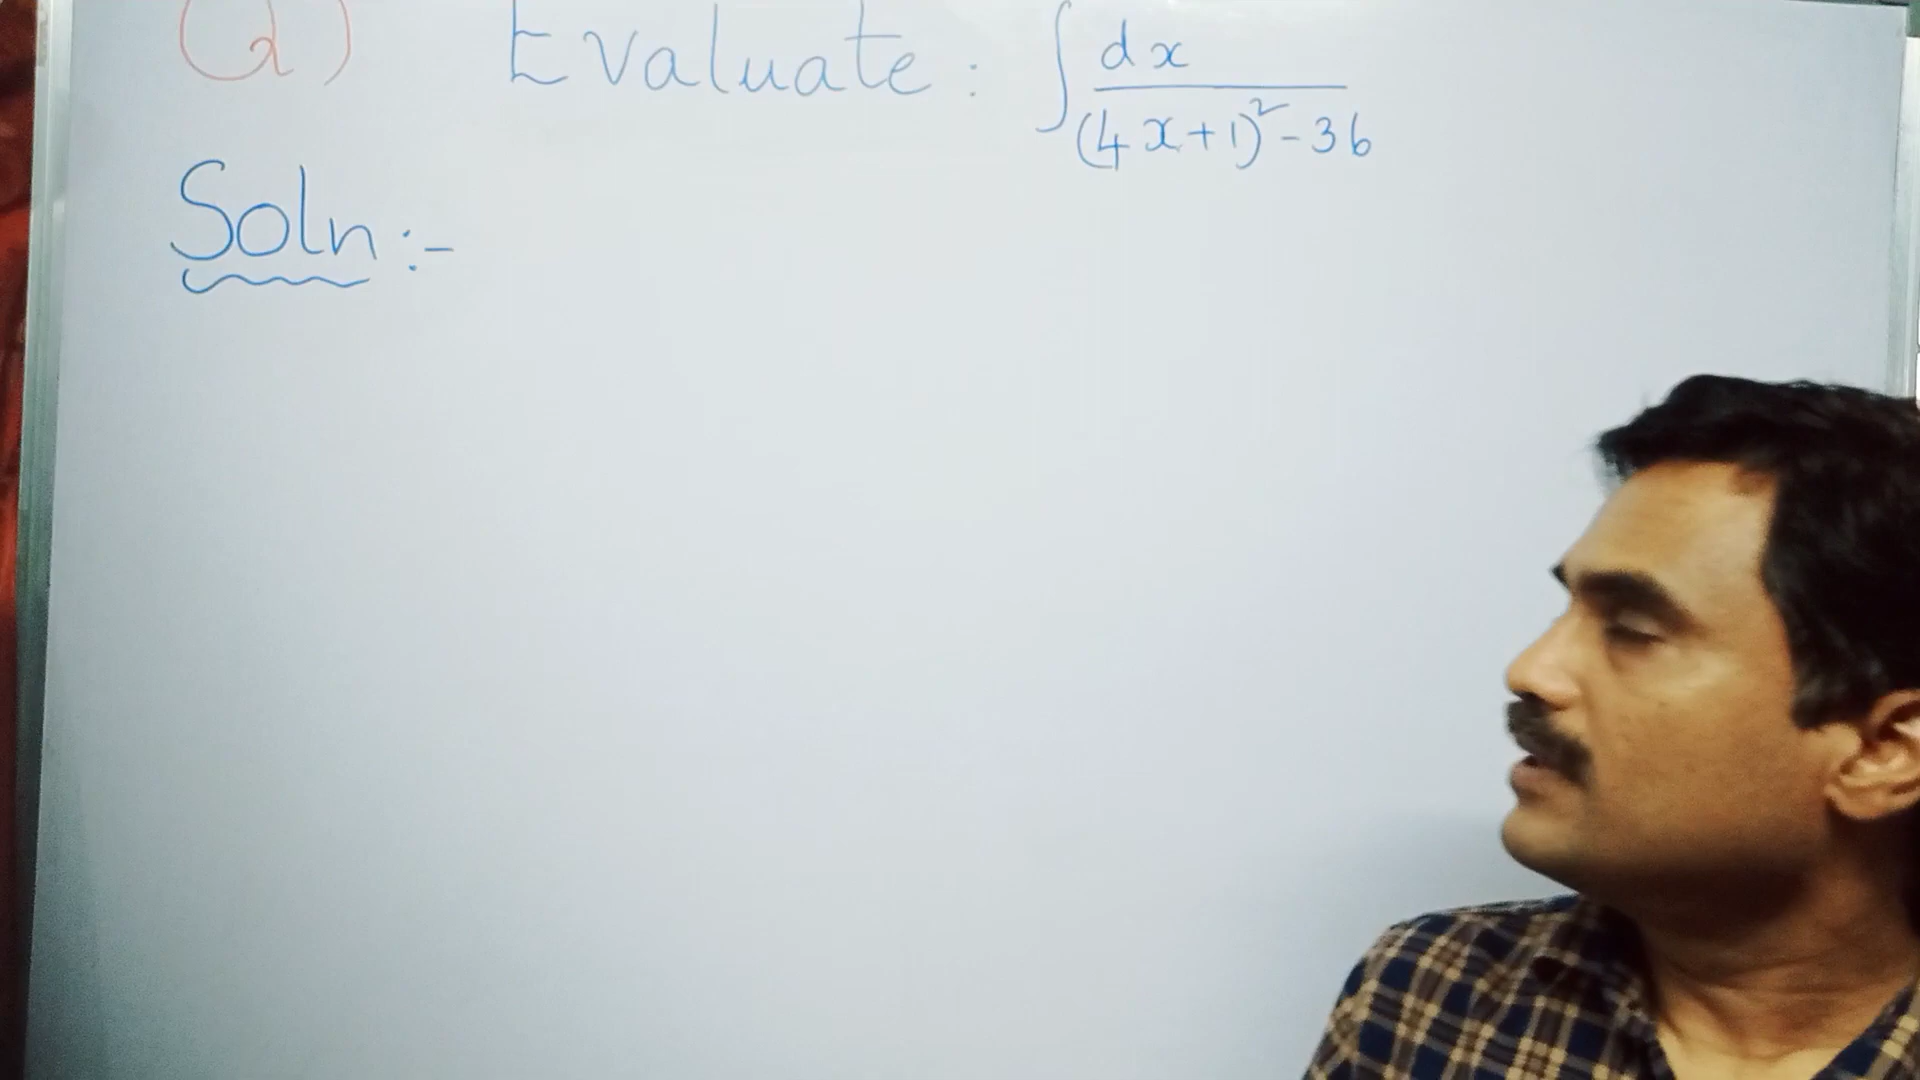 2) Evaluate : ∫ dx / (4x+1)² - 36
Soln :-